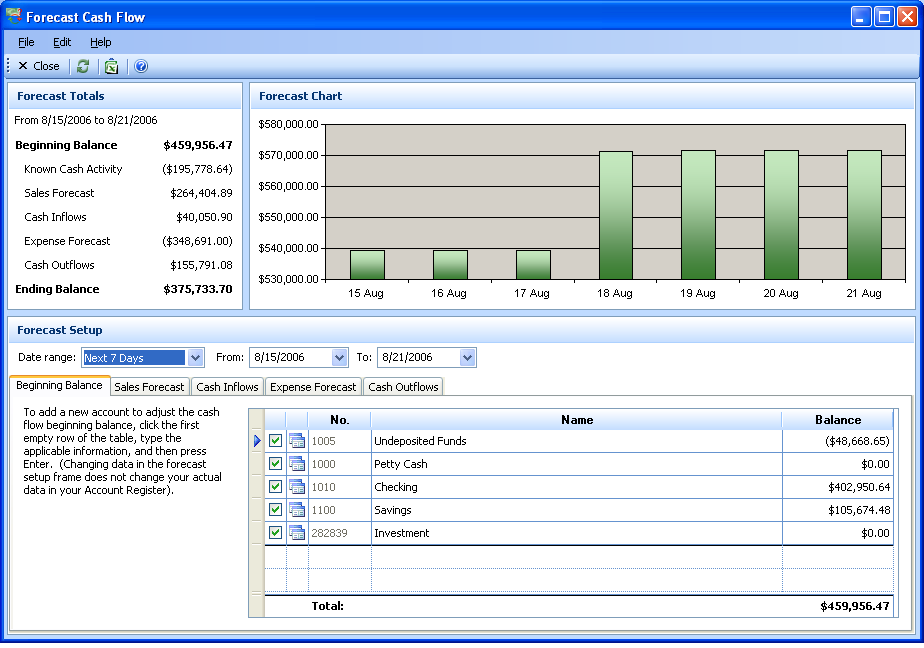 Forecast Cash Flow
File Edit Help
Close
Forecast Totals
From 8/15/2006 to 8/21/2006
Beginning Balance $459,956.47
Known Cash Activity ($195,778.64)
Sales Forecast $264,404.89
Cash Inflows $40,050.90
Expense Forecast ($348,691.00)
Cash Outflows $155,791.08
Ending Balance $375,733.70
Forecast Chart
$580,000.00
$570,000.00
$560,000.00
$550,000.00
$540,000.00
$530,000.00
15 Aug 16 Aug 17 Aug 18 Aug 19 Aug 20 Aug 21 Aug
Forecast Setup
Date range: Next 7 Days From: 8/15/2006 To: 8/21/2006
Beginning Balance Sales Forecast Cash Inflows Expense Forecast Cash Outflows
To add a new account to adjust the cash
flow beginning balance, click the first
empty row of the table, type the
applicable information, and then press
Enter. (Changing data in the forecast
setup frame does not change your actual
data in your Account Register).
No. Name Balance
1005 Undeposited Funds ($48,668.65)
1000 Petty Cash $0.00
1010 Checking $402,950.64
1100 Savings $105,674.48
282839 Investment $0.00
Total: $459,956.47